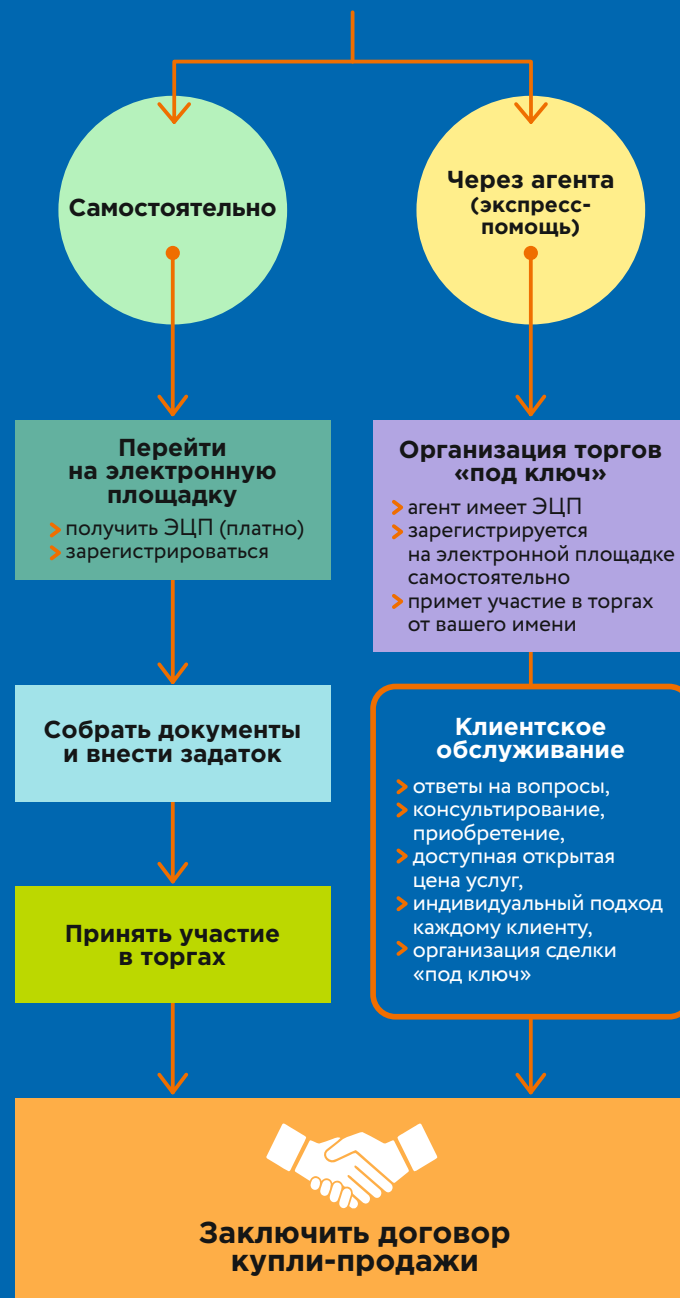 Самостоятельно
Через агента
(экспресс-
помощь)
Перейти
на электронную
площадку
получить ЭЦП (платно)
зарегистрироваться
Организация торгов
«под ключ»
агент имеет ЭЦП
зарегистрируется
на электронной площадке
самостоятельно
примет участие в торгах
от вашего имени
Собрать документы
и внести задаток
Клиентское
обслуживание
ответы на вопросы,
консультирование,
приобретение,
доступная открытая
цена услуг,
индивидуальный подход
каждому клиенту,
организация сделки
«под ключ»
Принять участие
в торгах
Заключить договор
купли-продажи